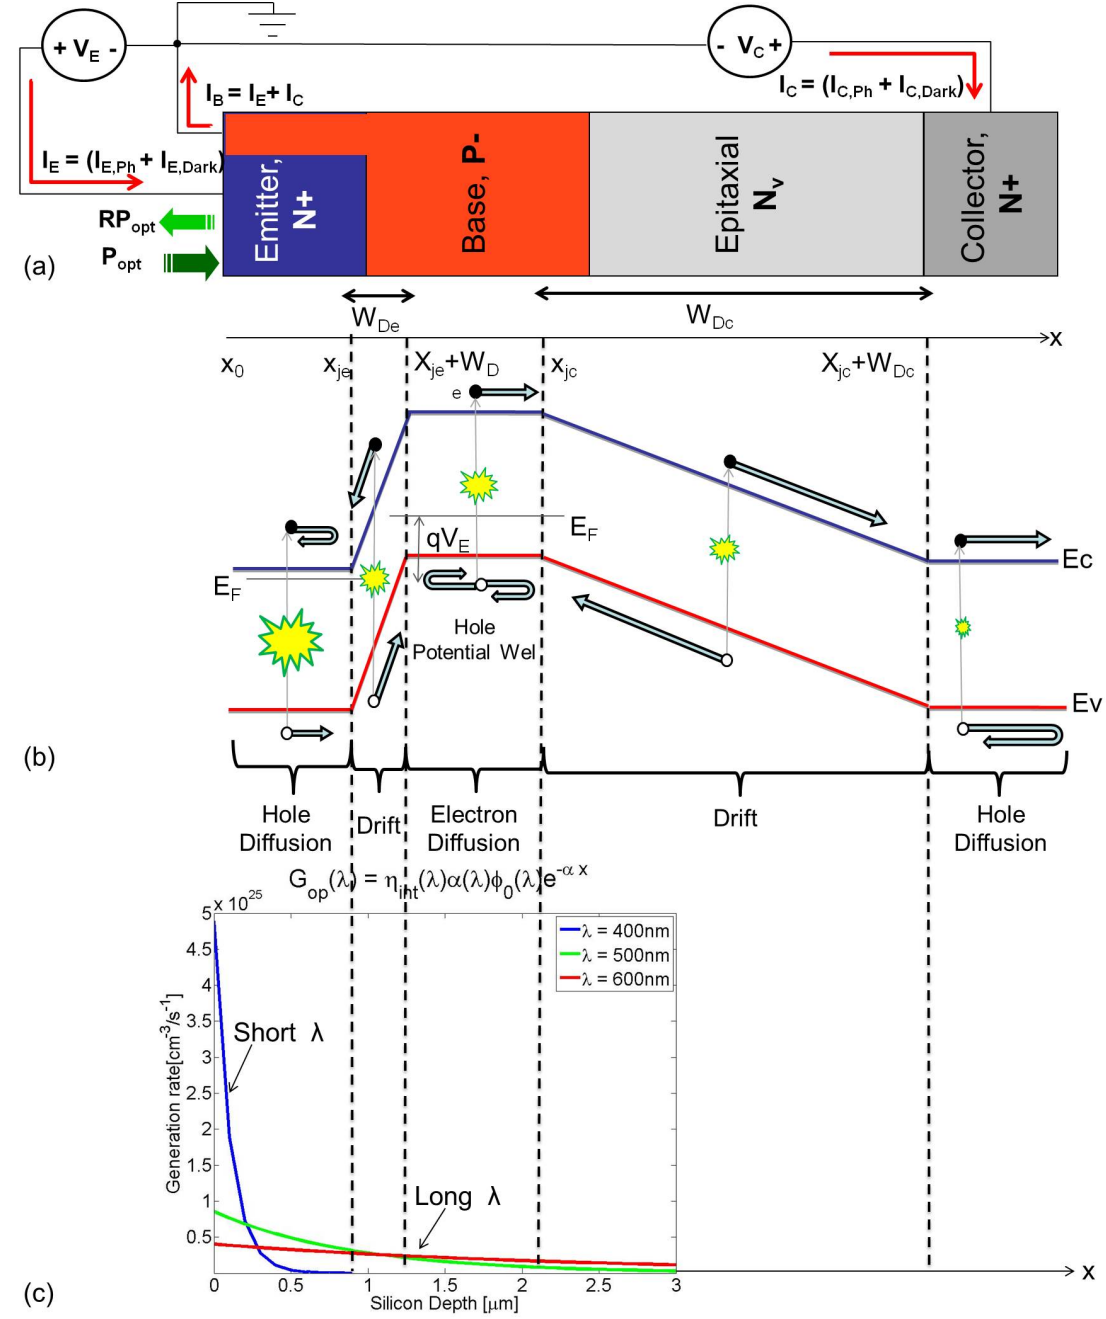 + V_E -
- V_C +
I_B = I_E + I_C
I_C = (I_C,Ph + I_C,Dark)
I_E = (I_E,Ph + I_E,Dark)
RP_opt
P_opt
Emitter,
N+
Base, P-
Epitaxial
N_v
Collector,
N+
(a)
W_De
W_Dc
x
x_0
x_je
X_je+W_D
e
x_jc
X_jc+W_Dc
E_F
qV_E
E_F
Ec
Hole
Potential Wel
Ev
(b)
Hole
Diffusion
Drift
Electron
Diffusion
Drift
Hole
Diffusion
G_op(λ) = η_int(λ)α(λ)ϕ_0(λ)e^-α x
x 10^25
5
4.5
4
3.5
3
2.5
2
1.5
1
0.5
Generation rate[cm^-3/s^-1]
λ = 400nm
λ = 500nm
λ = 600nm
Short λ
Long λ
0 0.5 1 1.5 2 2.5 3
x
Silicon Depth [μm]
(c)